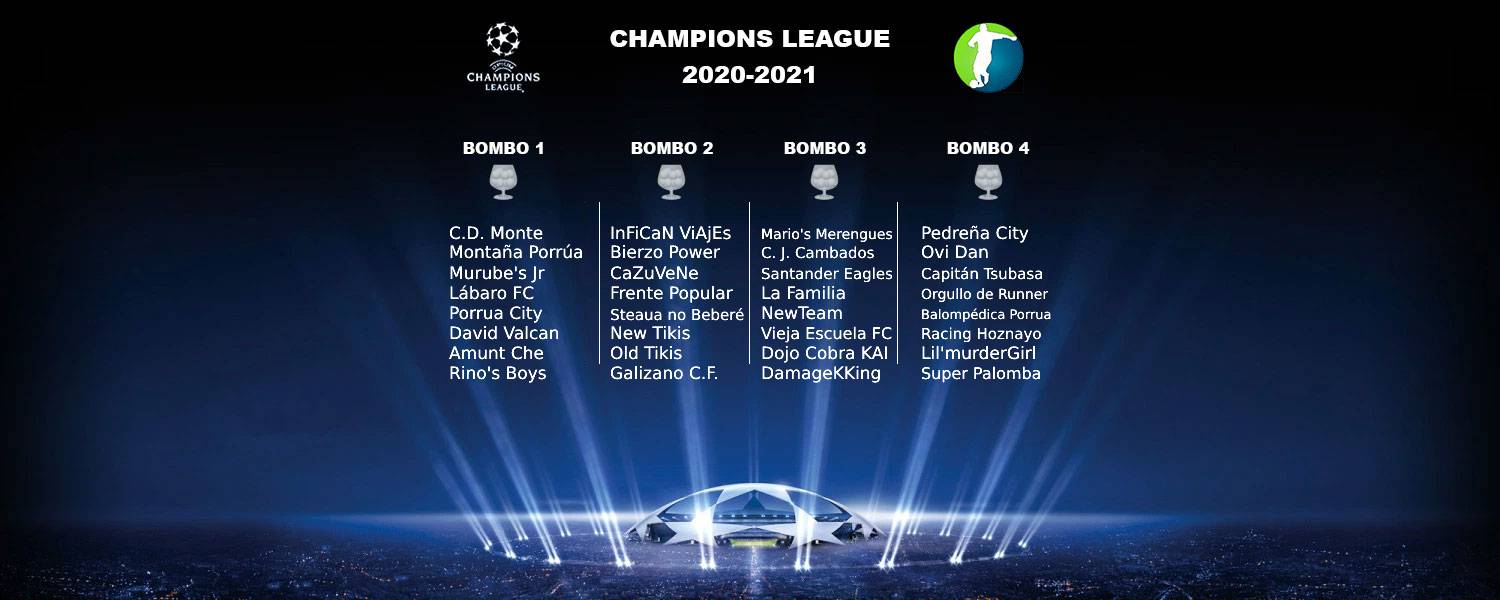 CHAMPIONS LEAGUE
2020-2021
CHAMPIONS
LEAGUE
BOMBO 1
C.D. Monte
Montaña Porrúa
Murube's Jr
Lábaro FC
Porrua City
David Valcan
Amunt Che
Rino's Boys
BOMBO 2
InFiCaN ViAjEs
Bierzo Power
CaZuVeNe
Frente Popular
Steaua no Beberé
New Tikis
Old Tikis
Galizano C.F.
BOMBO 3
Mario's Merengues
C. J. Cambados
Santander Eagles
La Familia
NewTeam
Vieja Escuela FC
Dojo Cobra KAI
DamageKKing
BOMBO 4
Pedreña City
Ovi Dan
Capitán Tsubasa
Orgullo de Runner
Balompédica Porrua
Racing Hoznayo
Lil'murderGirl
Super Palomba